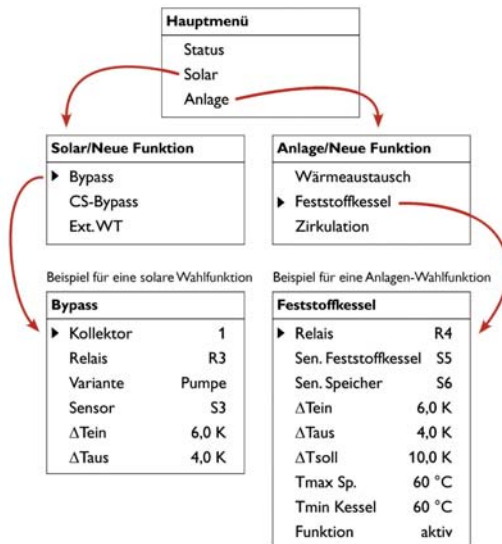 Hauptmenü
Status
Solar
Anlage
Solar/Neue Funktion
Bypass
CS-Bypass
Ext. WT
Anlage/Neue Funktion
Wärmeaustausch
Feststoffkessel
Zirkulation
Beispiel für eine solare Wahlfunktion
Bypass
Kollektor 1
Relais R3
Variante Pumpe
Sensor S3
ΔTein 6,0 K
ΔTaus 4,0 K
Beispiel für eine Anlagen-Wahlfunktion
Feststoffkessel
Relais R4
Sen. Feststoffkessel S5
Sen. Speicher S6
ΔTein 6,0 K
ΔTaus 4,0 K
ΔTsoll 10,0 K
Tmax Sp. 60 °C
Tmin Kessel 60 °C
Funktion aktiv